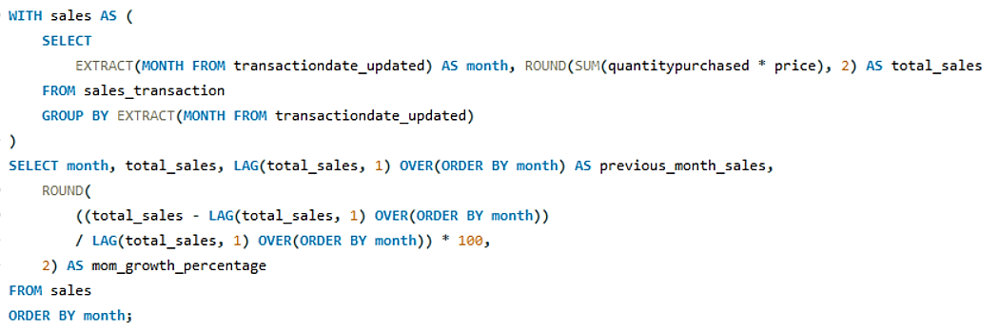 WITH sales AS (
SELECT
EXTRACT(MONTH FROM transactiondate_updated) AS month, ROUND(SUM(quantitypurchased * price), 2) AS total_sales
FROM sales_transaction
GROUP BY EXTRACT(MONTH FROM transactiondate_updated)
)
SELECT month, total_sales, LAG(total_sales, 1) OVER(ORDER BY month) AS previous_month_sales,
ROUND(
((total_sales - LAG(total_sales, 1) OVER(ORDER BY month))
/ LAG(total_sales, 1) OVER(ORDER BY month)) * 100,
2) AS mom_growth_percentage
FROM sales
ORDER BY month;